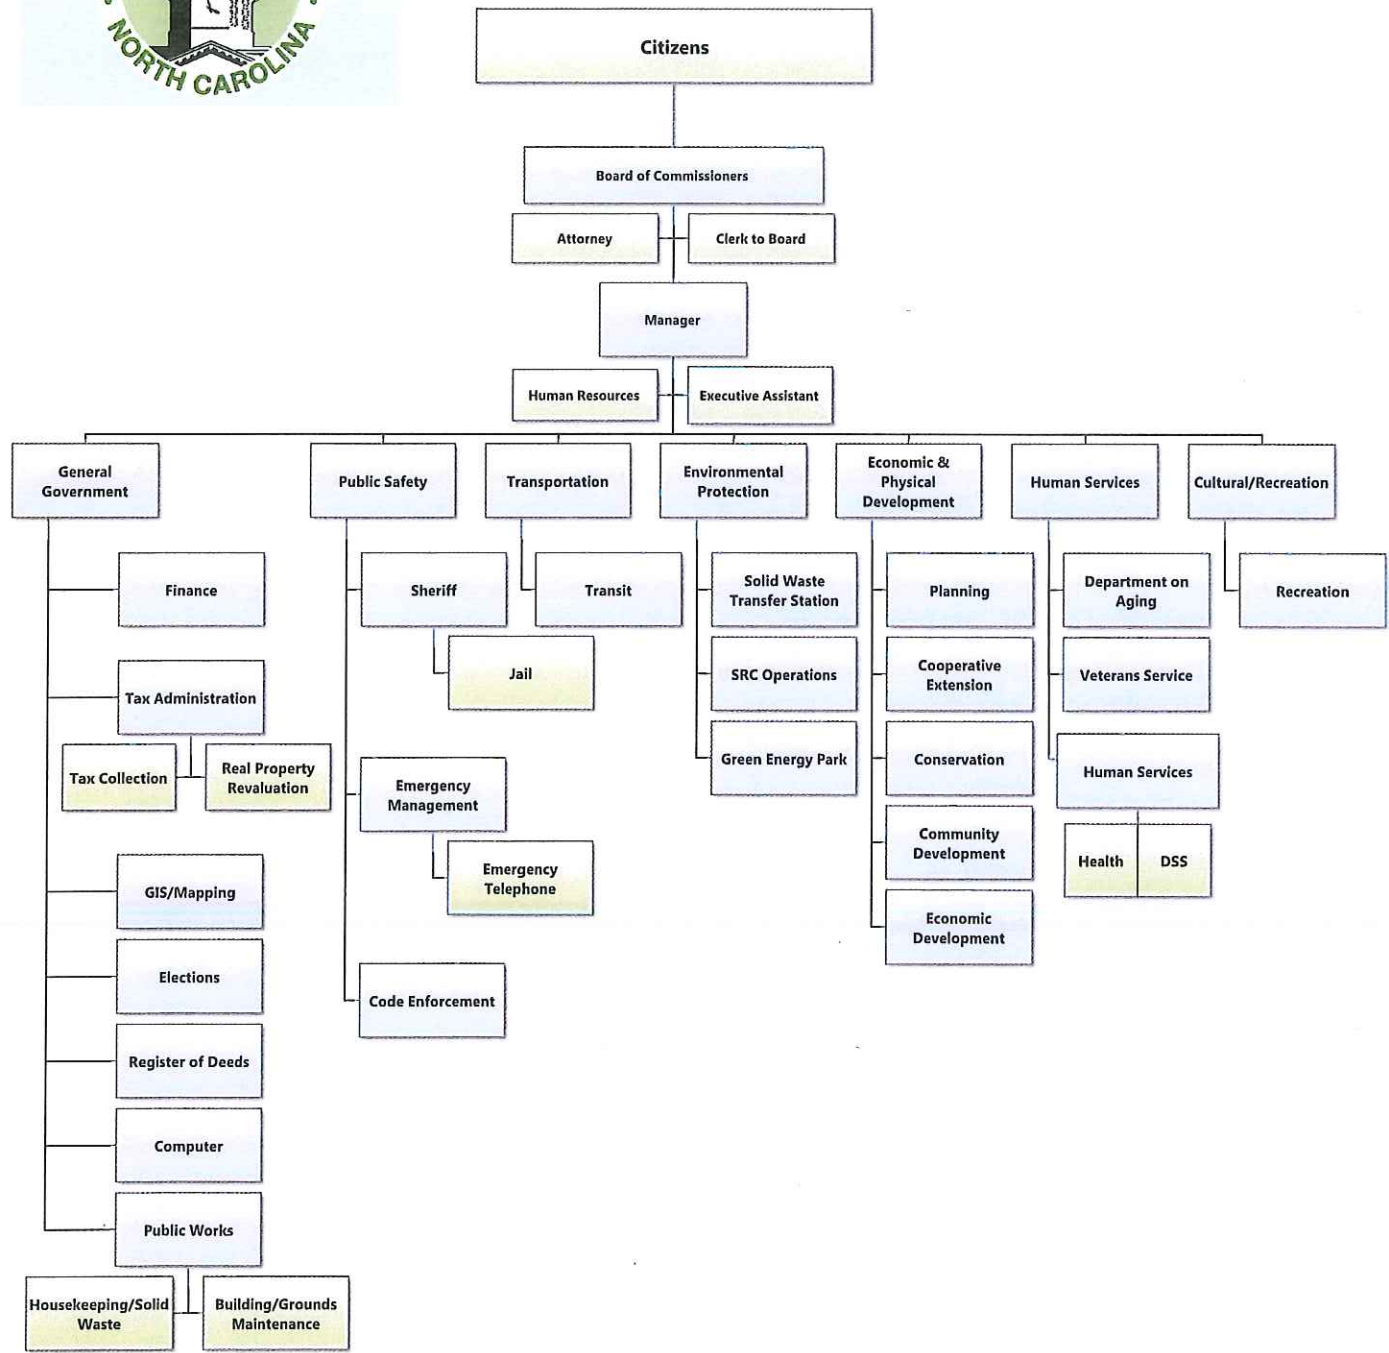 NORTH CAROLINA
Citizens
Board of Commissioners
Attorney
Clerk to Board
Manager
Human Resources
Executive Assistant
General
Government
Public Safety
Transportation
Environmental
Protection
Economic &
Physical
Development
Human Services
Cultural/Recreation
Finance
Tax Administration
Tax Collection
Real Property
Revaluation
GIS/Mapping
Elections
Register of Deeds
Computer
Public Works
Housekeeping/Solid
Waste
Building/Grounds
Maintenance
Sheriff
Jail
Emergency
Management
Emergency
Telephone
Code Enforcement
Transit
Solid Waste
Transfer Station
SRC Operations
Green Energy Park
Planning
Cooperative
Extension
Conservation
Community
Development
Economic
Development
Department on
Aging
Veterans Service
Human Services
Health
DSS
Recreation